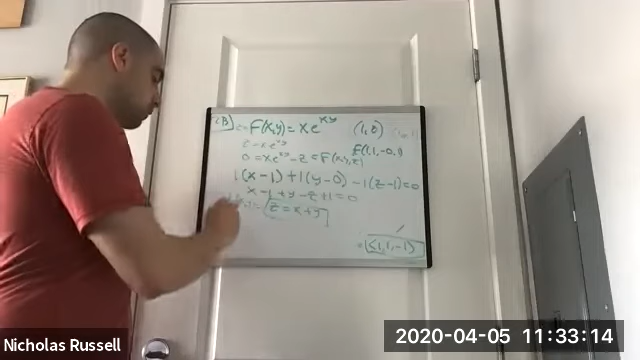 (B) F(x,y) = xe^xy (1,0)
z = xe^xy f(1.1,-0.1)
0 = xe^xy - z = F(x,y,z)
1(x-1) + 1(y-0) - 1(z-1) = 0
x - 1 + y - z + 1 = 0
z = x + y
= <1,1,-1>
Nicholas Russell
2020-04-05 11:33:14